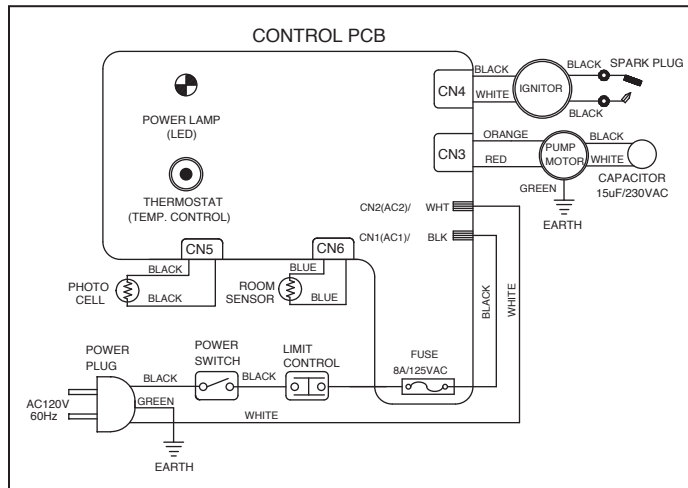 CONTROL PCB
POWER LAMP
(LED)
THERMOSTAT
(TEMP. CONTROL)
CN4
BLACK
WHITE
IGNITOR
BLACK
SPARK PLUG
BLACK
CN3
ORANGE
RED
PUMP
MOTOR
BLACK
WHITE
CAPACITOR
15uF/230VAC
GREEN
EARTH
CN2(AC2)/ WHT
CN1(AC1)/ BLK
CN5
BLACK
PHOTO
CELL
BLACK
CN6
BLUE
ROOM
SENSOR
BLUE
BLACK
WHITE
POWER
PLUG
AC120V
60Hz
BLACK
GREEN
WHITE
EARTH
POWER
SWITCH
BLACK
LIMIT
CONTROL
FUSE
8A/125VAC